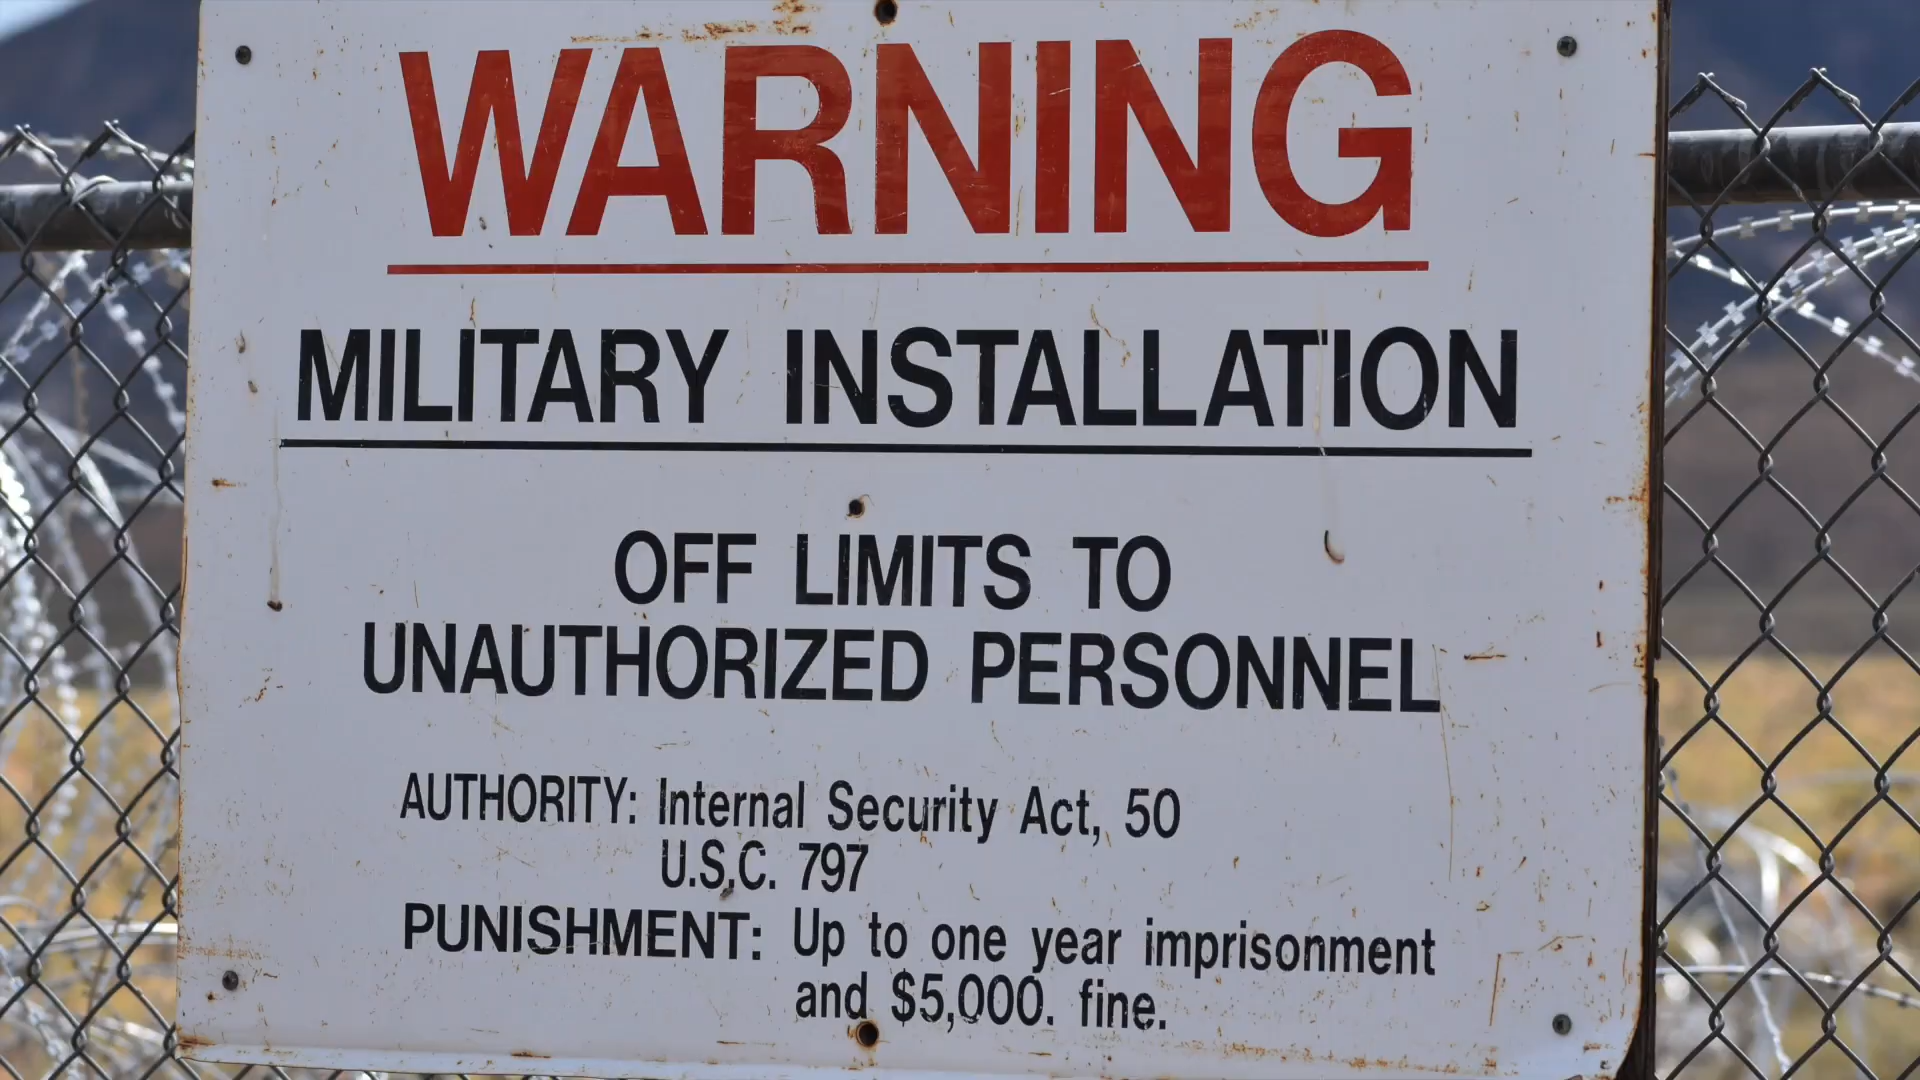 WARNING
MILITARY INSTALLATION
OFF LIMITS TO
UNAUTHORIZED PERSONNEL
AUTHORITY: Internal Security Act, 50
U.S.C. 797
PUNISHMENT: Up to one year imprisonment
and $5,000. fine.